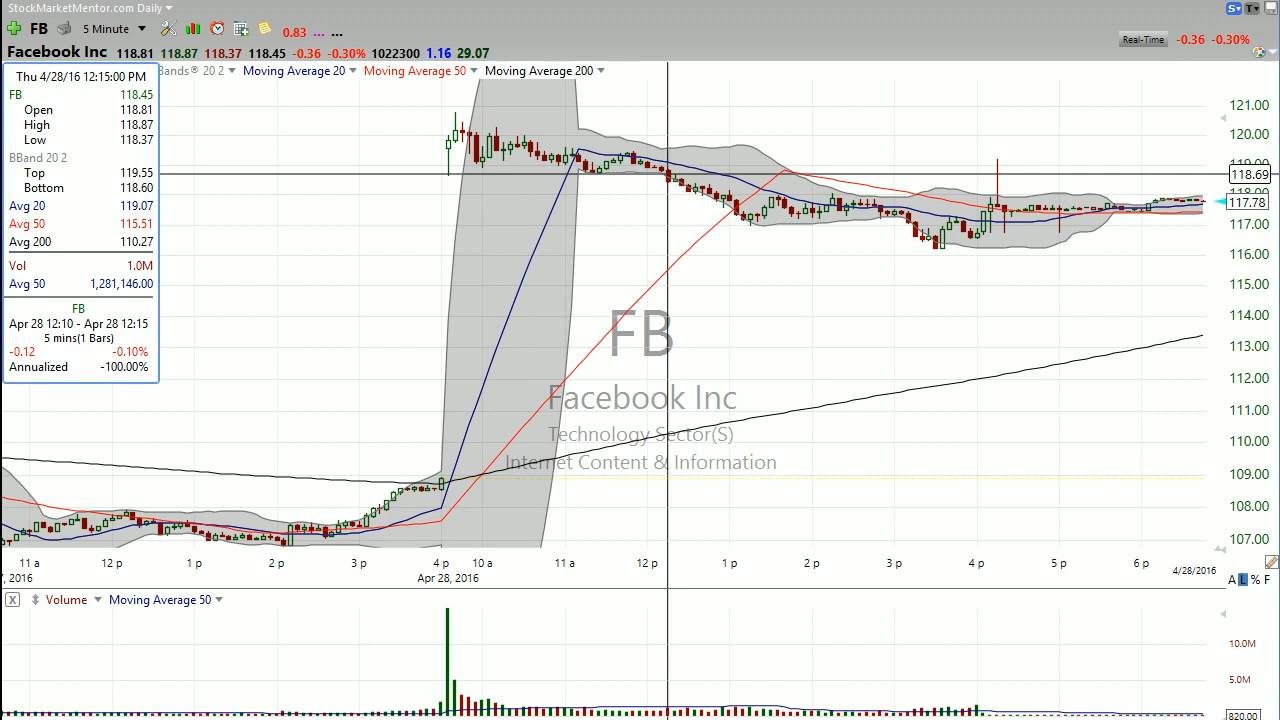 StockMarketMentor.com Daily
S T
FB 5 Minute 0.83 ... ...
Facebook Inc 118.81 118.87 118.37 118.45 -0.36 -0.30% 1022300 1.16 29.07
Real-Time -0.36 -0.30%
Bands® 20 2 Moving Average 20 Moving Average 50 Moving Average 200
Thu 4/28/16 12:15:00 PM
FB 118.45
Open 118.81
High 118.87
Low 118.37
BBand 20 2
Top 119.55
Bottom 118.60
Avg 20 119.07
Avg 50 115.51
Avg 200 110.27
Vol 1.0M
Avg 50 1,281,146.00
FB
Apr 28 12:10 - Apr 28 12:15
5 mins(1 Bars)
-0.12 -0.10%
Annualized -100.00%
121.00
120.00
119.00
118.69
118.00
117.78
117.00
116.00
115.00
114.00
113.00
112.00
111.00
110.00
109.00
108.00
107.00
FB
Facebook Inc
Technology Sector(S)
Internet Content & Information
11 a 12 p 1 p 2 p 3 p 4 p 10 a 11 a 12 p 1 p 2 p 3 p 4 p 5 p 6 p 4/28/2016
7, 2016 Apr 28, 2016
A L % F
X Volume Moving Average 50
10.0M
5.0M
820.00